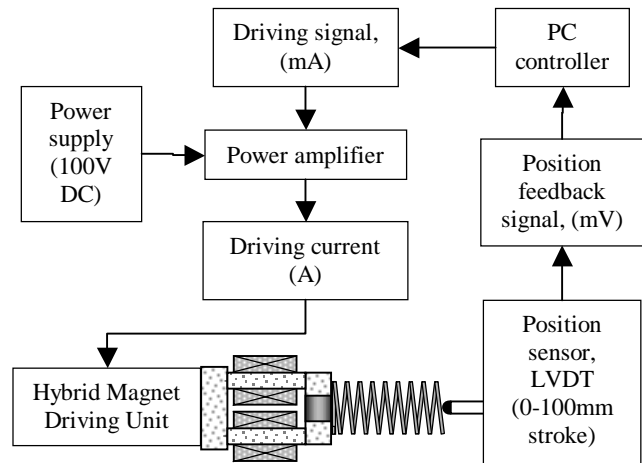 Driving signal,
(mA)
PC
controller
Power
supply
(100V
DC)
Power amplifier
Position
feedback
signal, (mV)
Driving current
(A)
Hybrid Magnet
Driving Unit
Position
sensor,
LVDT
(0-100mm
stroke)